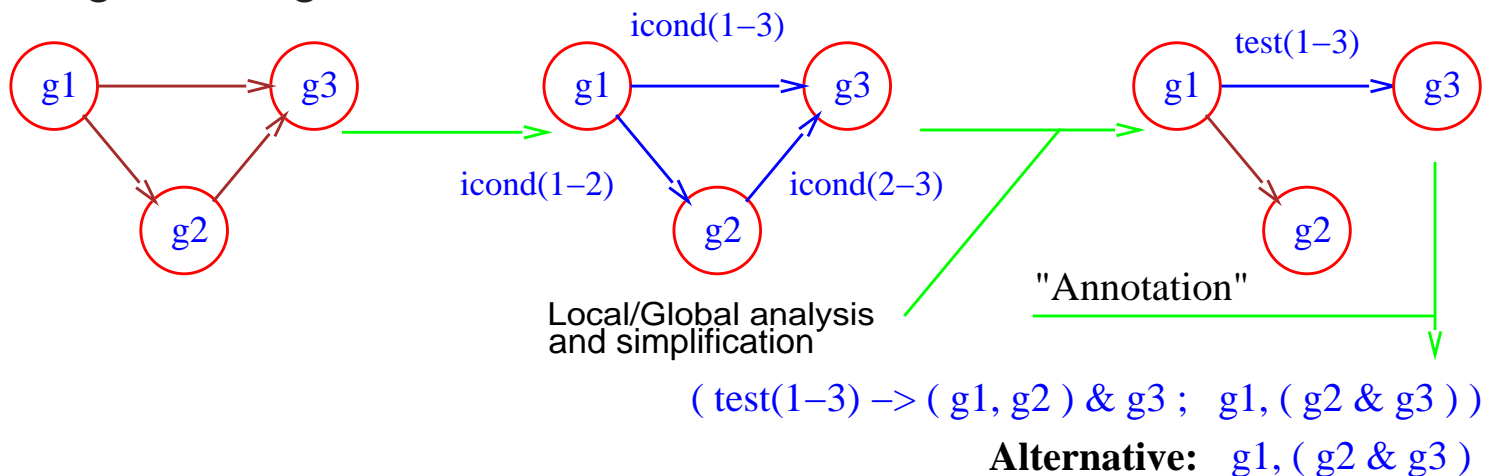 icond(1−3)
test(1−3)
g1
g3
g1
g3
g1
g3
icond(1−2)
icond(2−3)
g2
g2
g2
"Annotation"
Local/Global analysis
and simplification
( test(1−3) −> ( g1, g2 ) & g3 ; g1, ( g2 & g3 ) )
Alternative: g1, ( g2 & g3 )